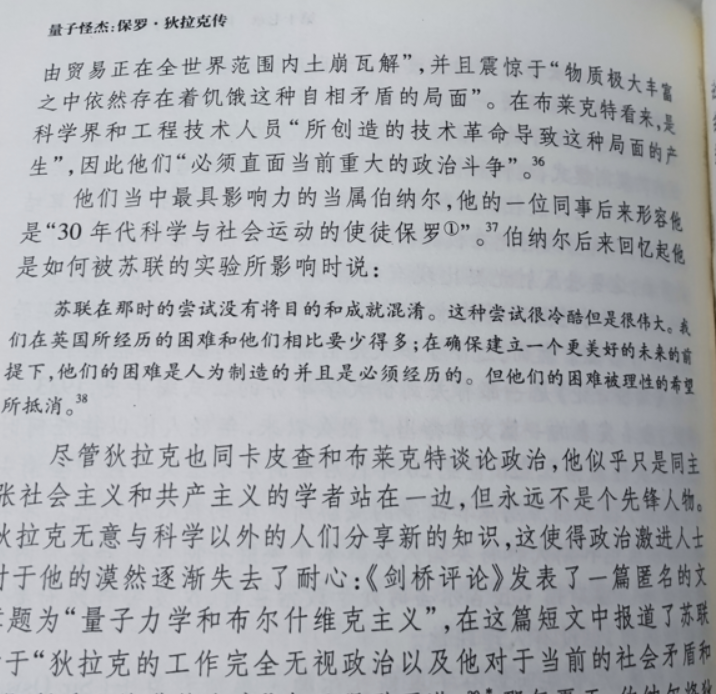 量子怪杰:保罗·狄拉克传
由贸易正在全世界范围内土崩瓦解”,并且震惊于“物质极大丰富
之中依然存在着饥饿这种自相矛盾的局面”。在布莱克特看来,是
科学界和工程技术人员“所创造的技术革命导致这种局面的产
生”,因此他们“必须直面当前重大的政治斗争”。36
他们当中最具影响力的当属伯纳尔,他的一位同事后来形容他
是“30 年代科学与社会运动的使徒保罗①”。37伯纳尔后来回忆起他
是如何被苏联的实验所影响时说:
苏联在那时的尝试没有将目的和成就混淆。这种尝试很冷酷但是很伟大。我
们在英国所经历的困难和他们相比要少得多;在确保建立一个更美好的未来的前
提下,他们的困难是人为制造的并且是必须经历的。但他们的困难被理性的希望
所抵消。38
尽管狄拉克也同卡皮查和布莱克特谈论政治,他似乎只是同主
张社会主义和共产主义的学者站在一边,但永远不是个先锋人物。
狄拉克无意与科学以外的人们分享新的知识,这使得政治激进人士
对于他的漠然逐渐失去了耐心:《剑桥评论》发表了一篇匿名的文
章题为“量子力学和布尔什维克主义”,在这篇短文中报道了苏联
于“狄拉克的工作完全无视政治以及他对于当前的社会矛盾和